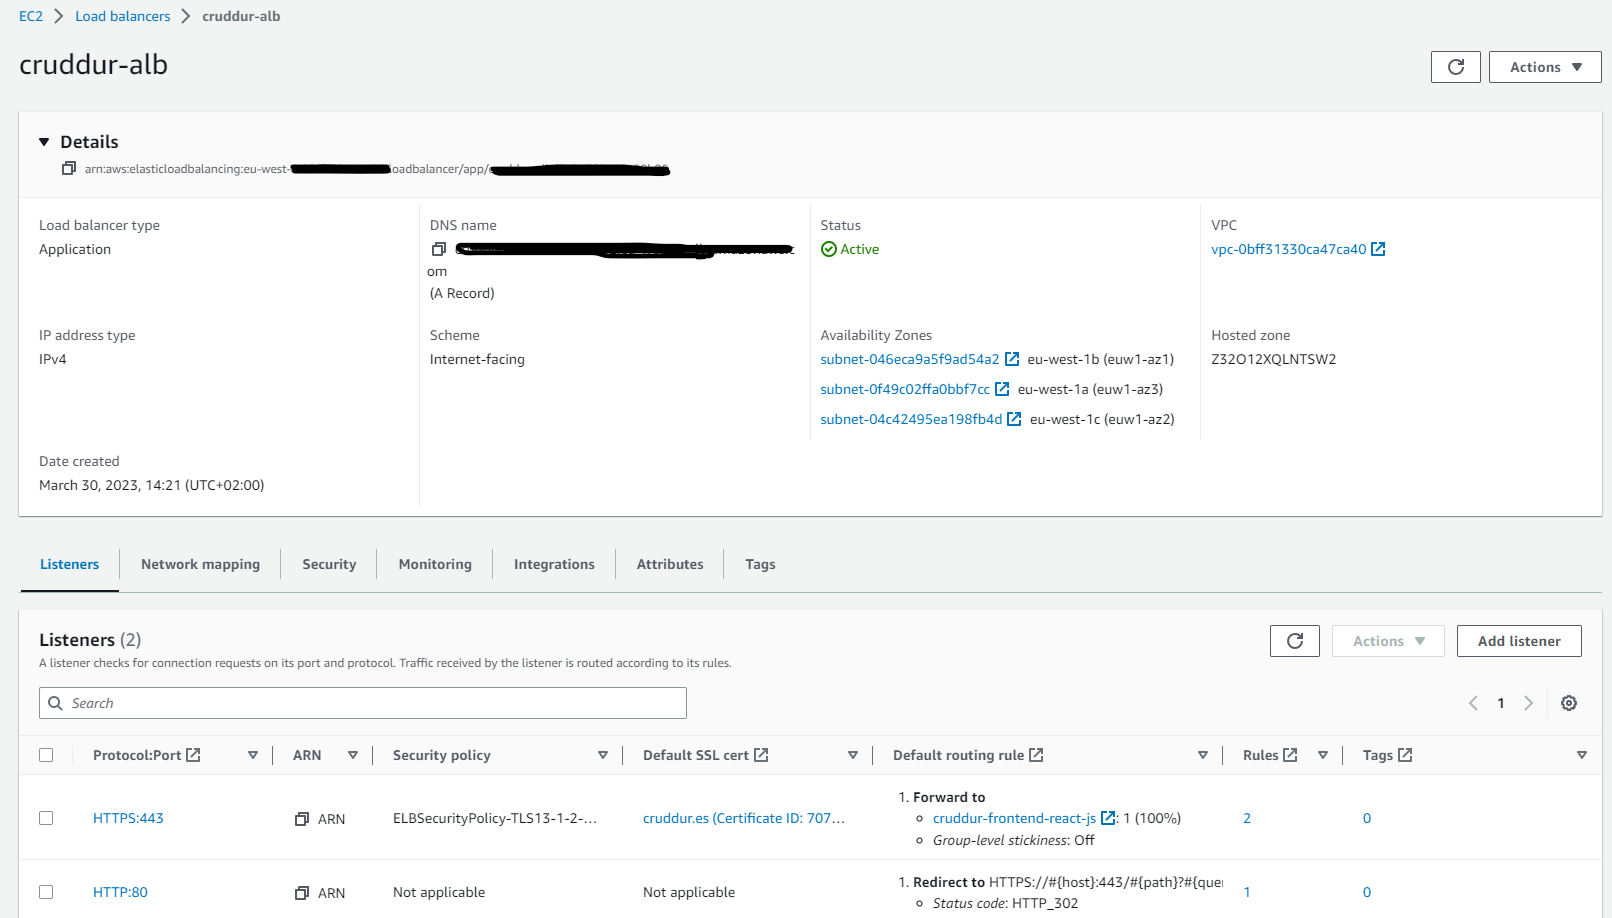 EC2 > Load balancers > cruddur-alb
cruddur-alb
Actions
Details
arn:aws:elasticloadbalancing:eu-west- loadbalancer/app/
Load balancer type
Application
DNS name
om
(A Record)
Status
Active
VPC
vpc-0bff31330ca47ca40
IP address type
IPv4
Scheme
Internet-facing
Availability Zones
subnet-046eca9a5f9ad54a2 eu-west-1b (euw1-az1)
subnet-0f49c02ffa0bbf7cc eu-west-1a (euw1-az3)
subnet-04c42495ea198fb4d eu-west-1c (euw1-az2)
Hosted zone
Z32O12XQLNTSW2
Date created
March 30, 2023, 14:21 (UTC+02:00)
Listeners Network mapping Security Monitoring Integrations Attributes Tags
Listeners (2)
A listener checks for connection requests on its port and protocol. Traffic received by the listener is routed according to its rules.
Actions
Add listener
Search
1
Protocol:Port ARN Security policy Default SSL cert Default routing rule Rules Tags
HTTPS:443 ARN ELBSecurityPolicy-TLS13-1-2-... cruddur.es (Certificate ID: 707...
1. Forward to
cruddur-frontend-react-js : 1 (100%)
Group-level stickiness: Off
2 0
HTTP:80 ARN Not applicable Not applicable
1. Redirect to HTTPS://#{host}:443/#{path}?#{quer
Status code: HTTP_302
1 0